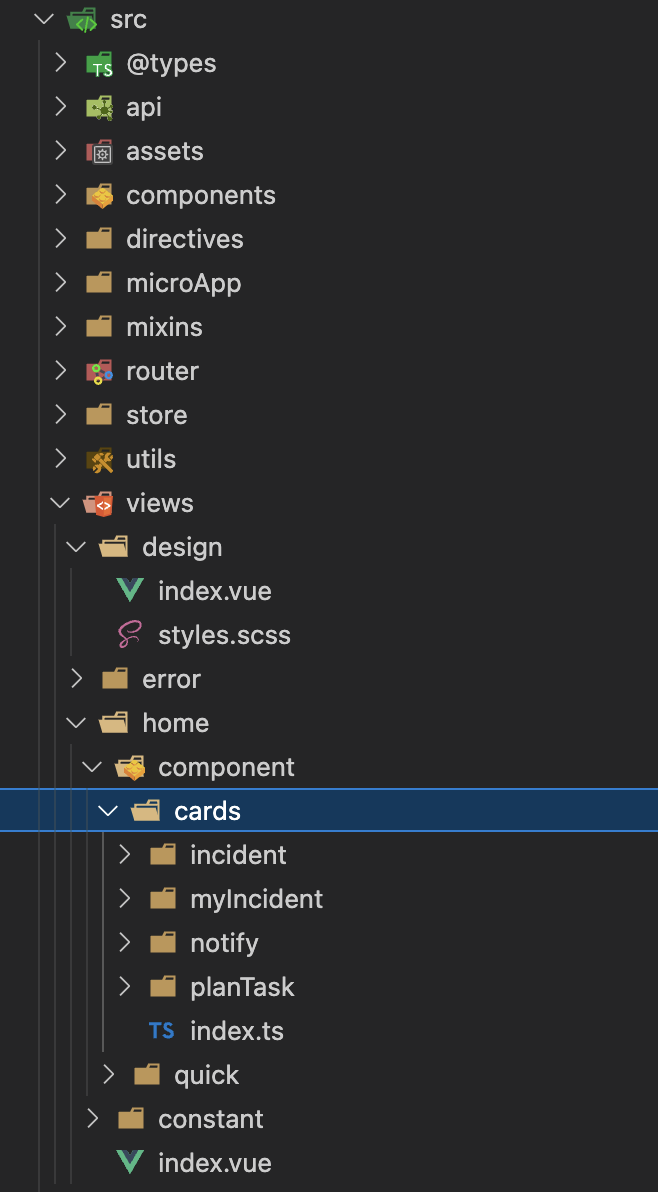 src
@types
api
assets
components
directives
microApp
mixins
router
store
utils
views
design
index.vue
styles.scss
error
home
component
cards
incident
myIncident
notify
planTask
TS index.ts
quick
constant
index.vue